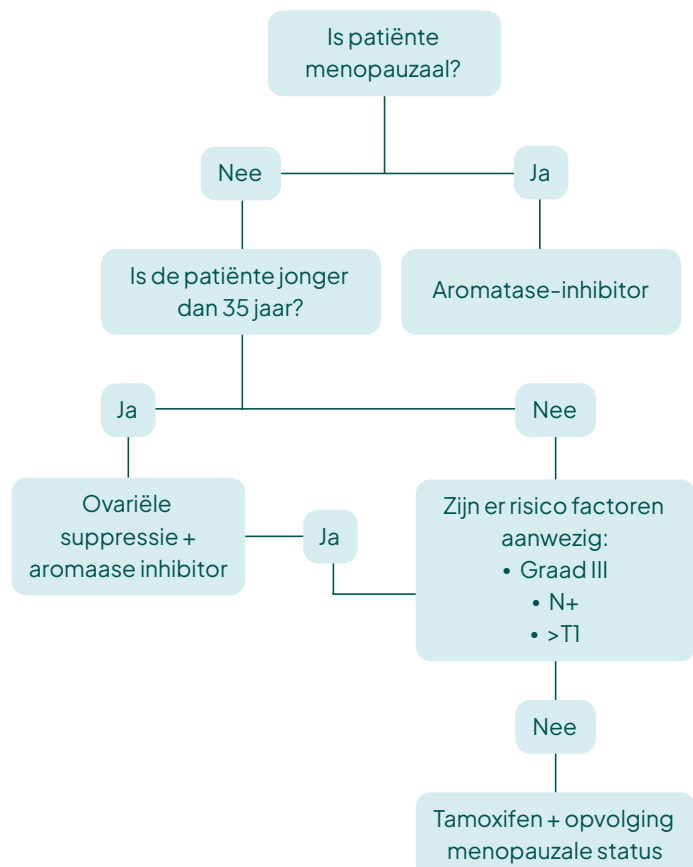 Is patiënte
menopauzaal?
Nee
Ja
Is de patiënte jonger
dan 35 jaar?
Aromatase-inhibitor
Ja
Nee
Ovariële
suppressie +
aromaase inhibitor
Ja
Zijn er risico factoren
aanwezig:
• Graad III
• N+
• >T1
Nee
Tamoxifen + opvolging
menopauzale status